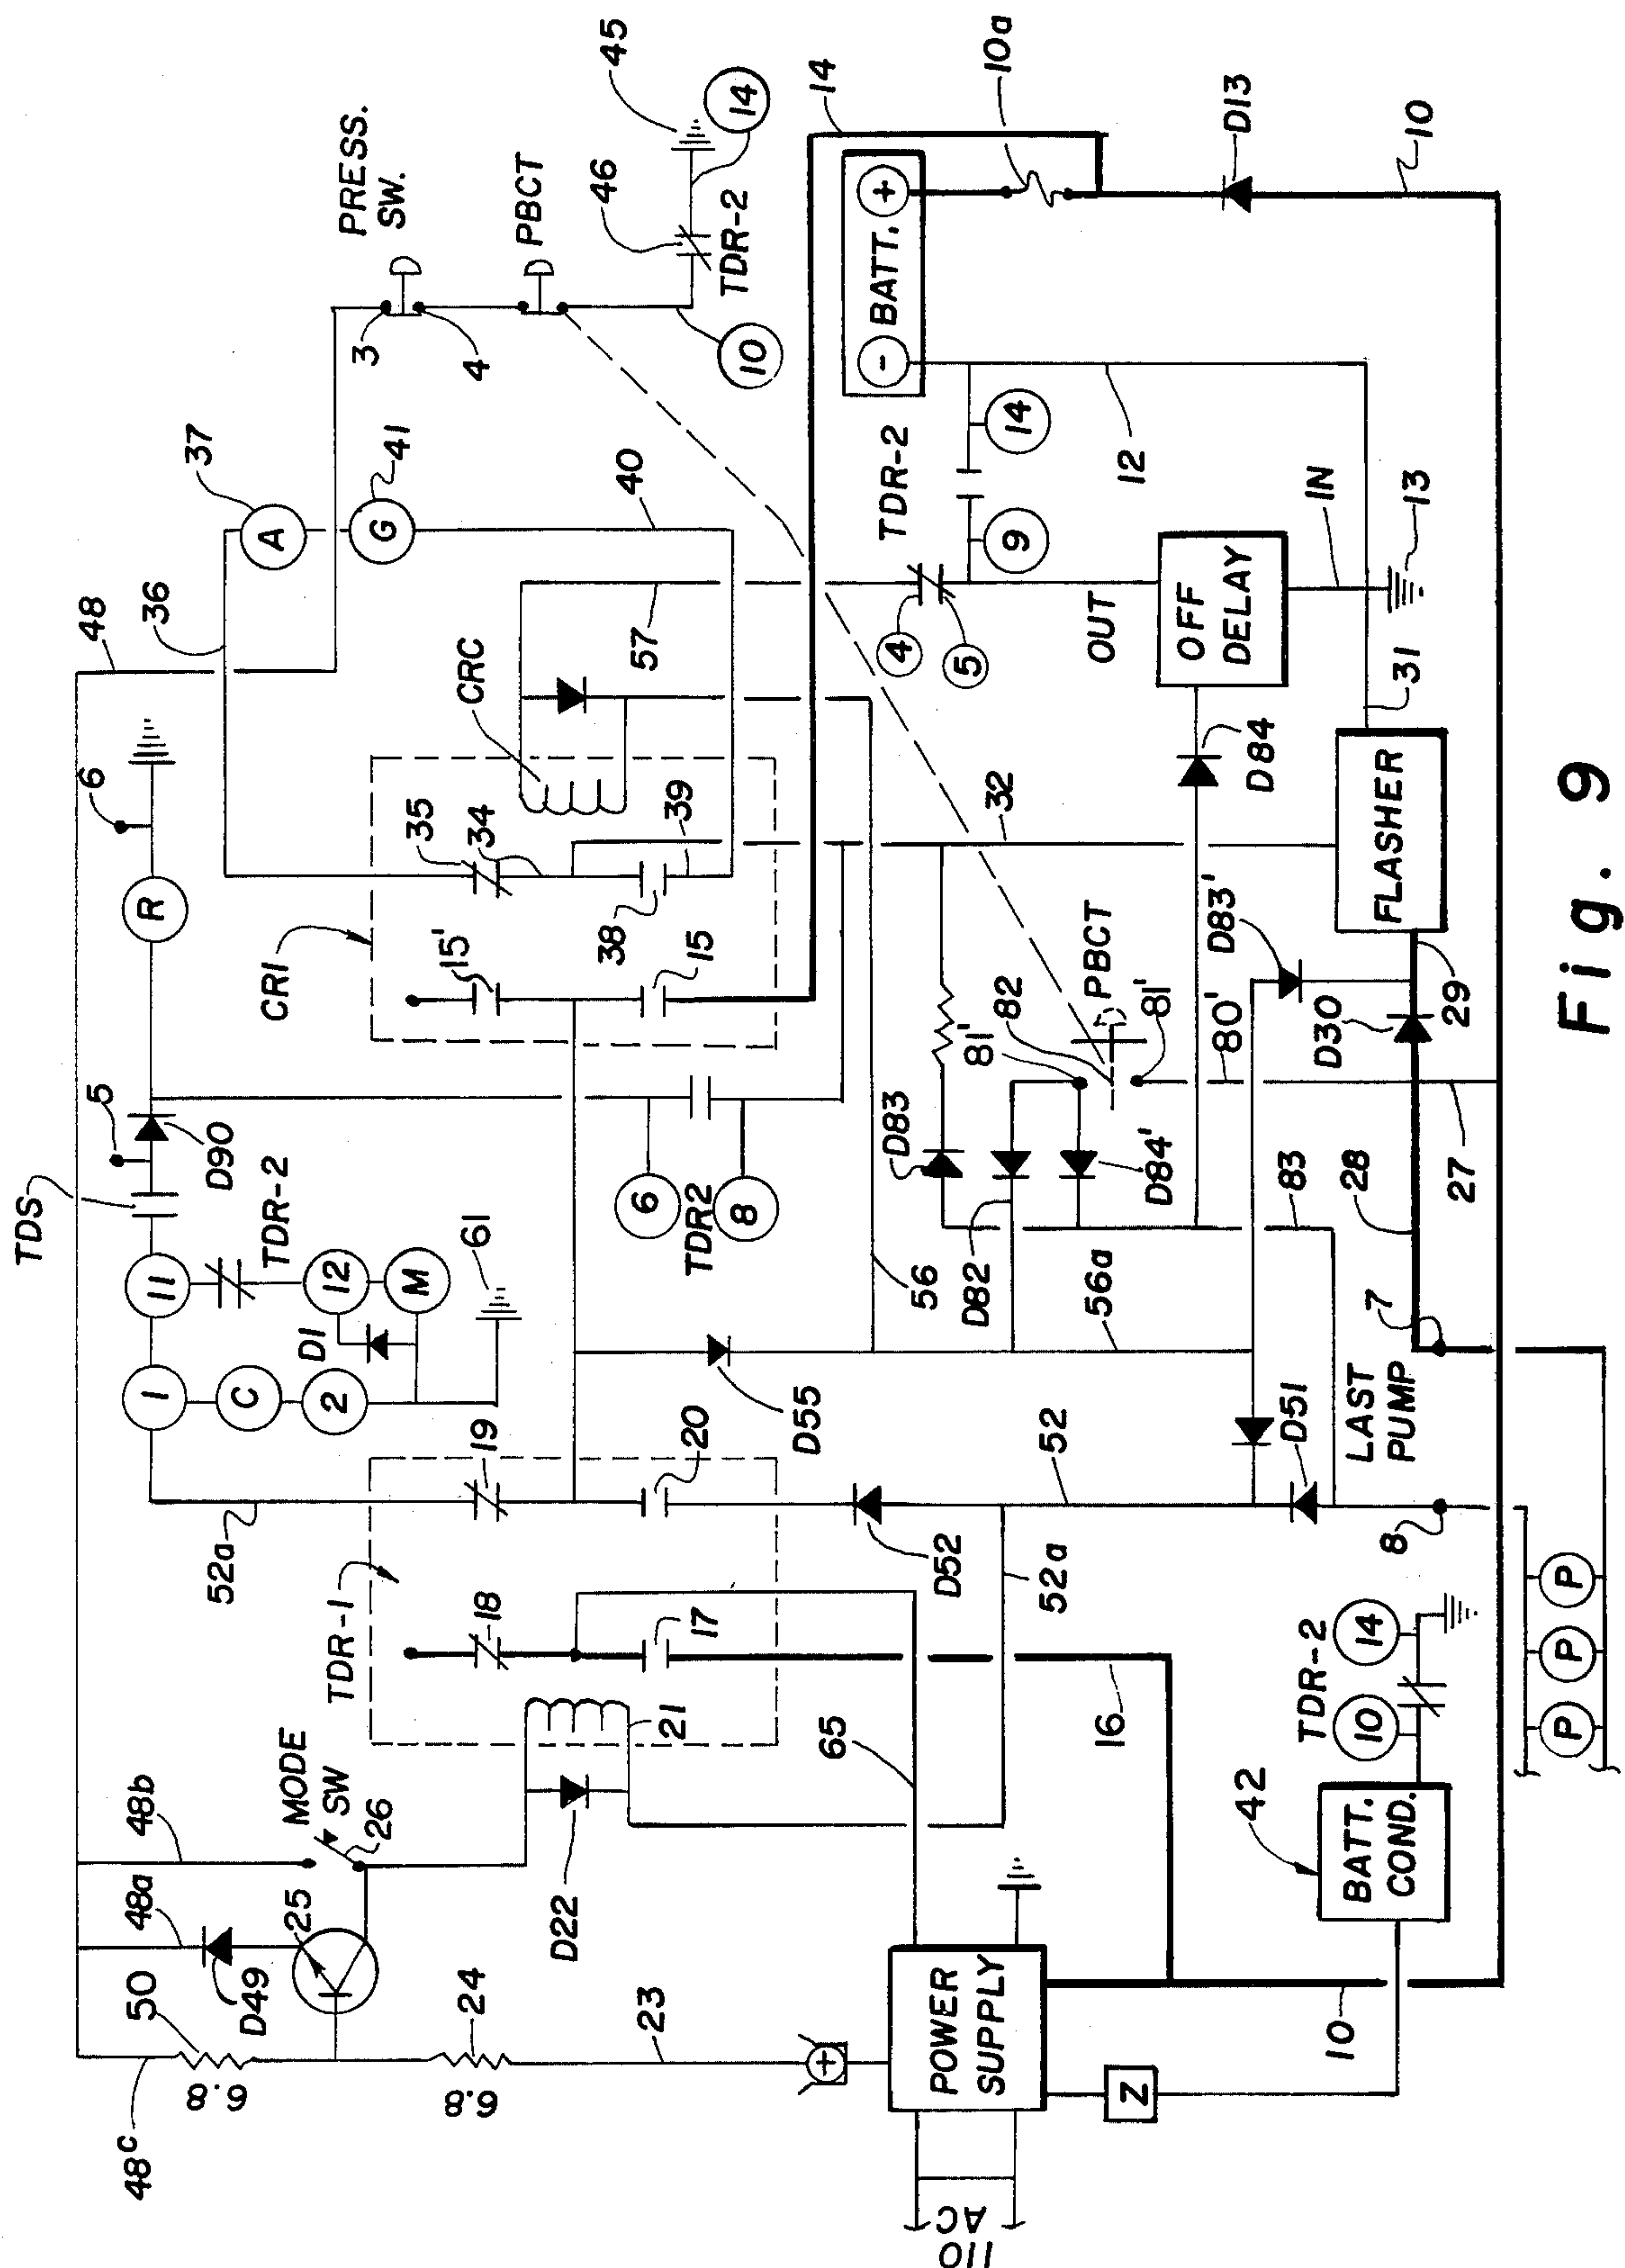 TDS
5
D90
R
6
48
36
A
37
G
41
3
4
PRESS.
SW.
PBCT
46
45
14
TDR-2
10
11
TDR-2
12
M
D1
61
1
C
2
52a
19
20
TDR-1
18
17
21
MODE
SW
26
48b
48a
25
D49
50
48c
6.8
24
6.8
23
D22
CR1
15'
15
35
34
38
39
CRC
57
40
6
TDR2
8
14
10a
BATT.
-
+
D13
10
TDR-2
14
9
4
5
12
1N
13
OUT
OFF
DELAY
31
D84
32
FLASHER
29
D30
D83'
80'
81'
82
PBCT
81'
D83
D84'
D82
56
56a
83
28
27
7
LAST
PUMP
D55
52
D51
D52
52a
8
65
16
P
P
P
TDR-2
14
10
42
BATT.
COND.
POWER
SUPPLY
Z
10
110
AC
Fig. 9